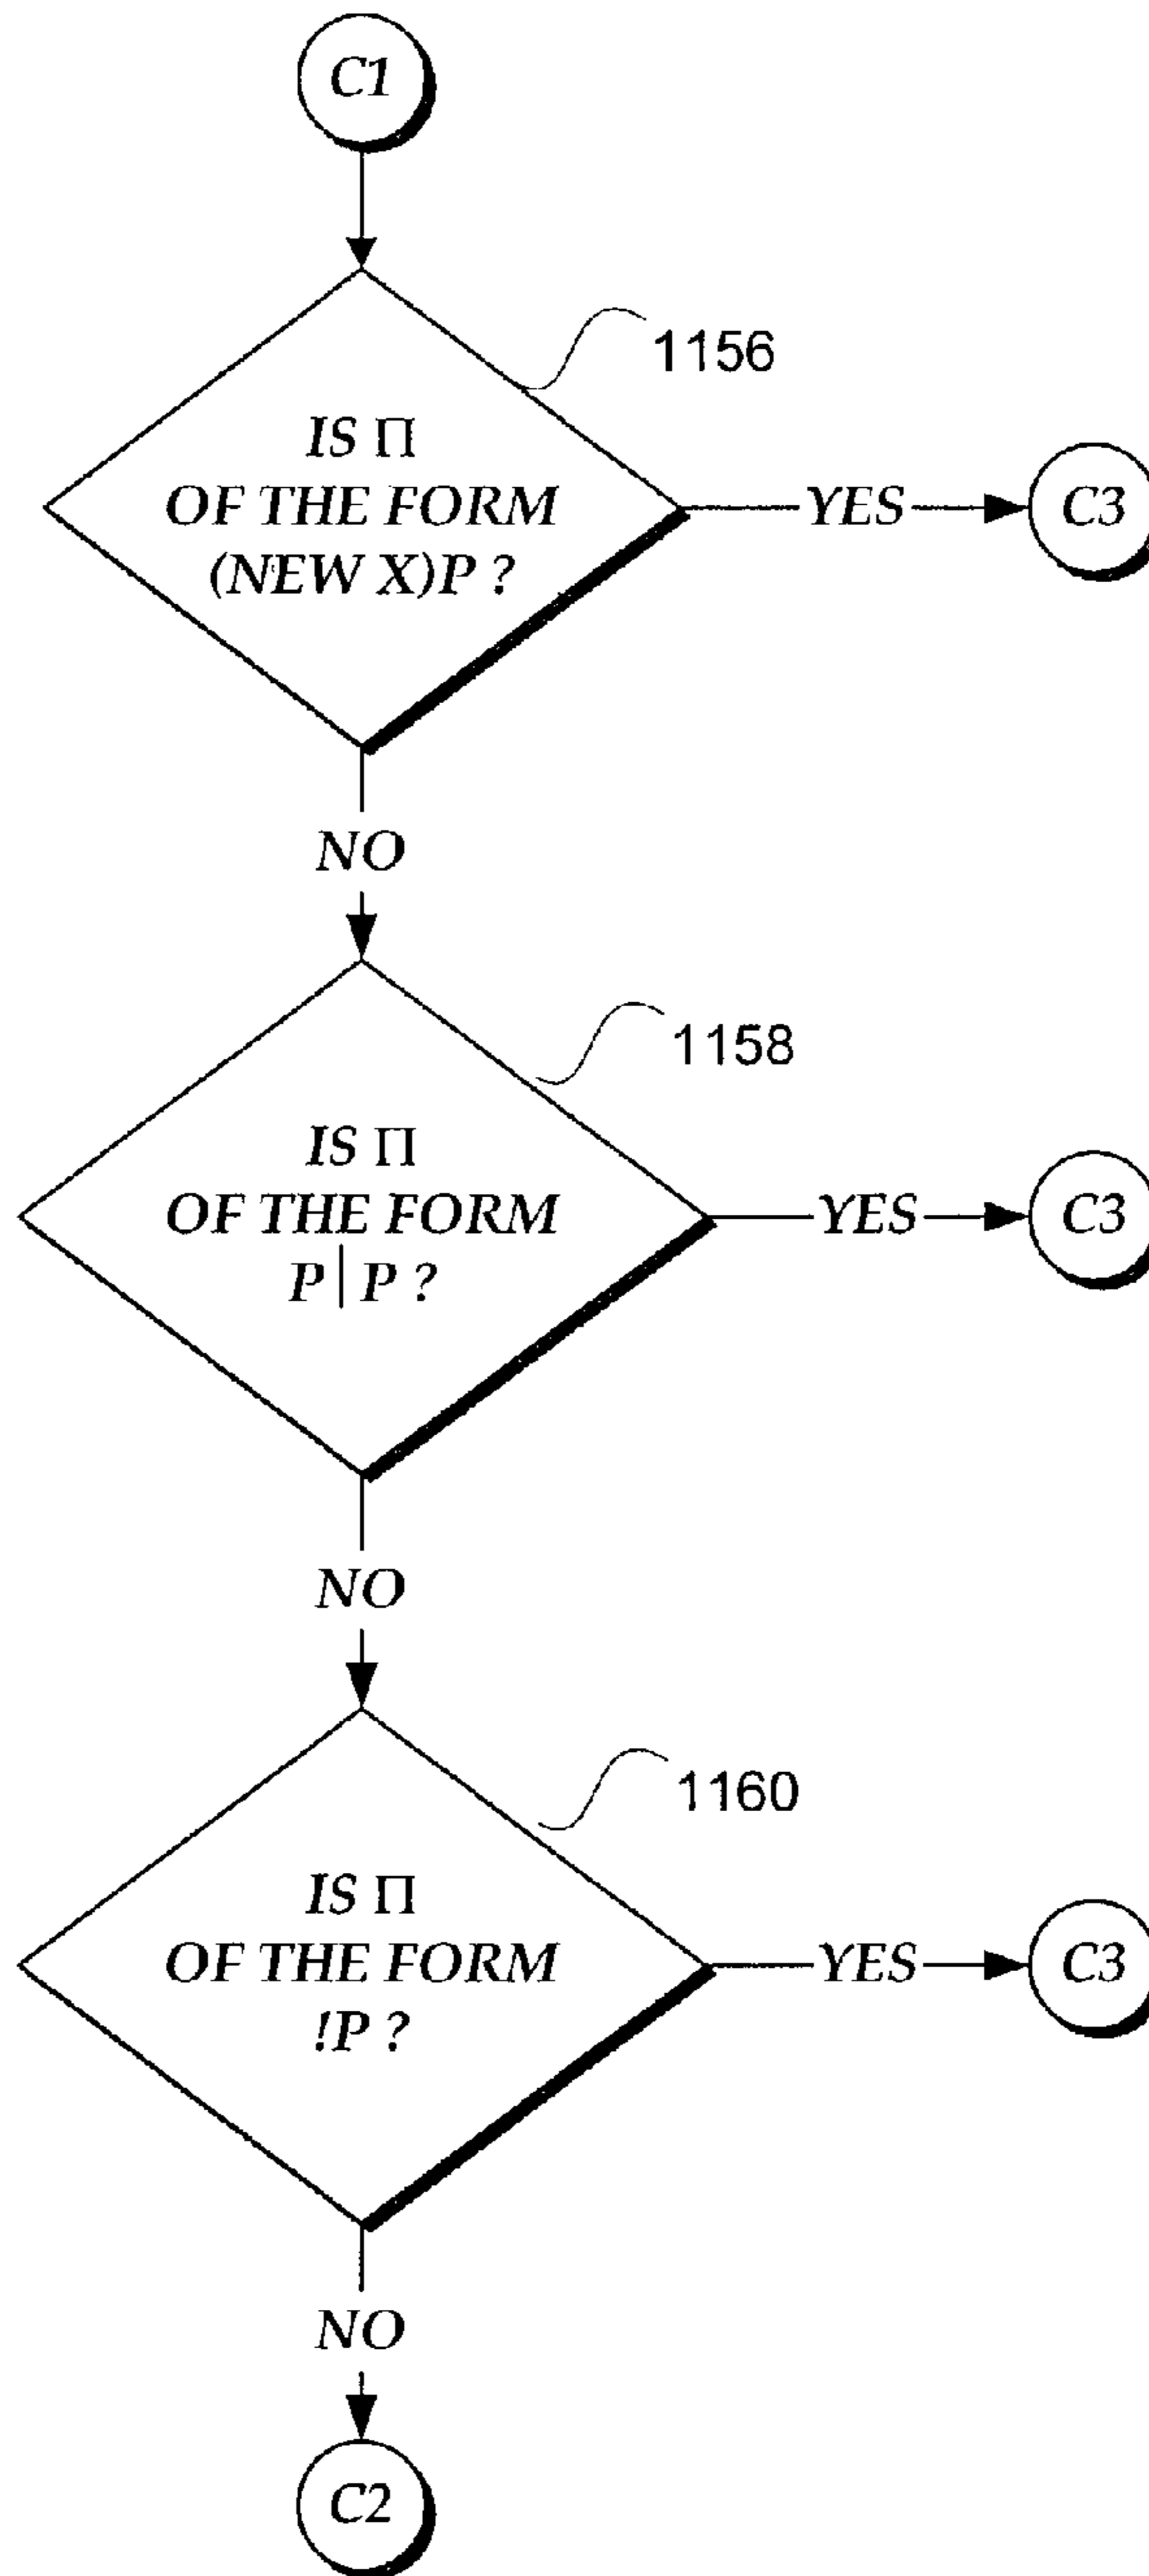 C1
1156
IS Π
OF THE FORM
(NEW X)P ?
YES
C3
NO
1158
IS Π
OF THE FORM
P|P ?
YES
C3
NO
1160
IS Π
OF THE FORM
!P ?
YES
C3
NO
C2